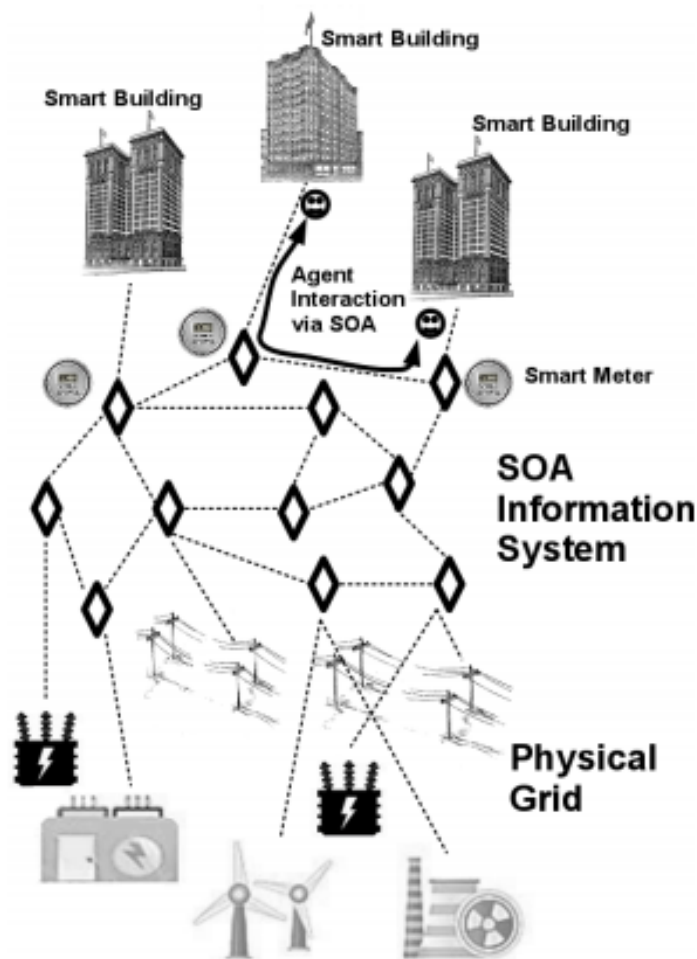 Smart Building
Smart Building
Smart Building
Agent
Interaction
via SOA
Smart Meter
SOA
Information
System
Physical
Grid